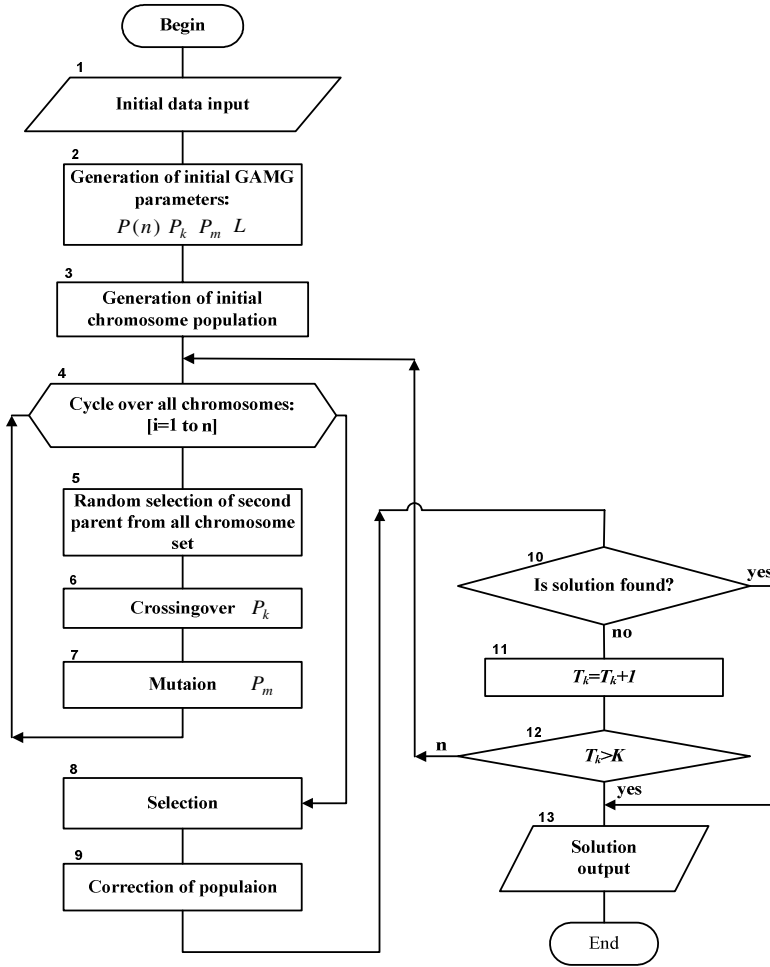 Begin
1
Initial data input
2
Generation of initial GAMG
parameters:
P(n) P_k P_m L
3
Generation of initial
chromosome population
4
Cycle over all chromosomes:
[i=1 to n]
5
Random selection of second
parent from all chromosome
set
6
Crossingover P_k
7
Mutaion P_m
8
Selection
9
Correction of populaion
10
Is solution found?
yes
no
11
T_k=T_k+1
12
T_k>K
n
yes
13
Solution
output
End